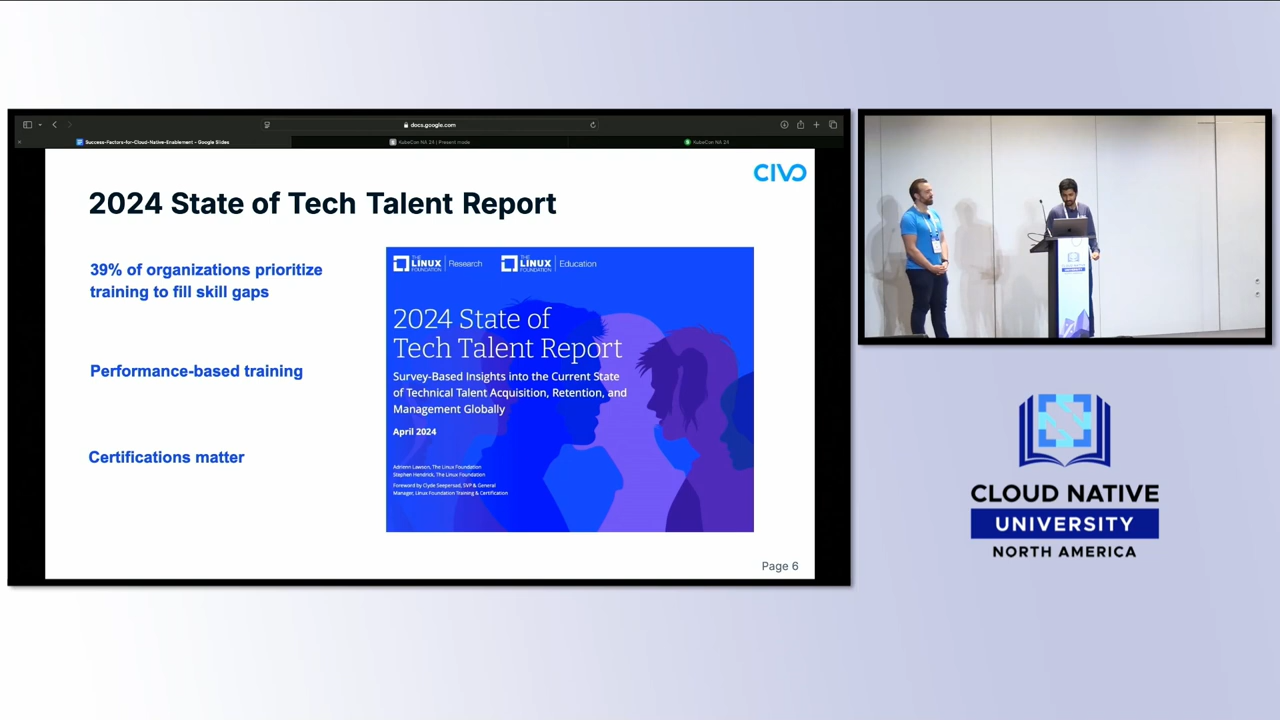 docs.google.com
Success-Factors-for-Cloud-Native-Enablement - Google Slides
KubeCon NA 24 | Present mode
KubeCon NA 24
CIVO
2024 State of Tech Talent Report
39% of organizations prioritize
training to fill skill gaps
Performance-based training
Certifications matter
THE LINUX FOUNDATION Research
THE LINUX FOUNDATION Education
2024 State of
Tech Talent Report
Survey-Based Insights into the Current State
of Technical Talent Acquisition, Retention, and
Management Globally
April 2024
Adrienn Lawson, The Linux Foundation
Stephen Hendrick, The Linux Foundation
Foreword by Clyde Seepersad, SVP & General
Manager, Linux Foundation Training & Certification
Page 6
CLOUD NATIVE
UNIVERSITY
NORTH AMERICA